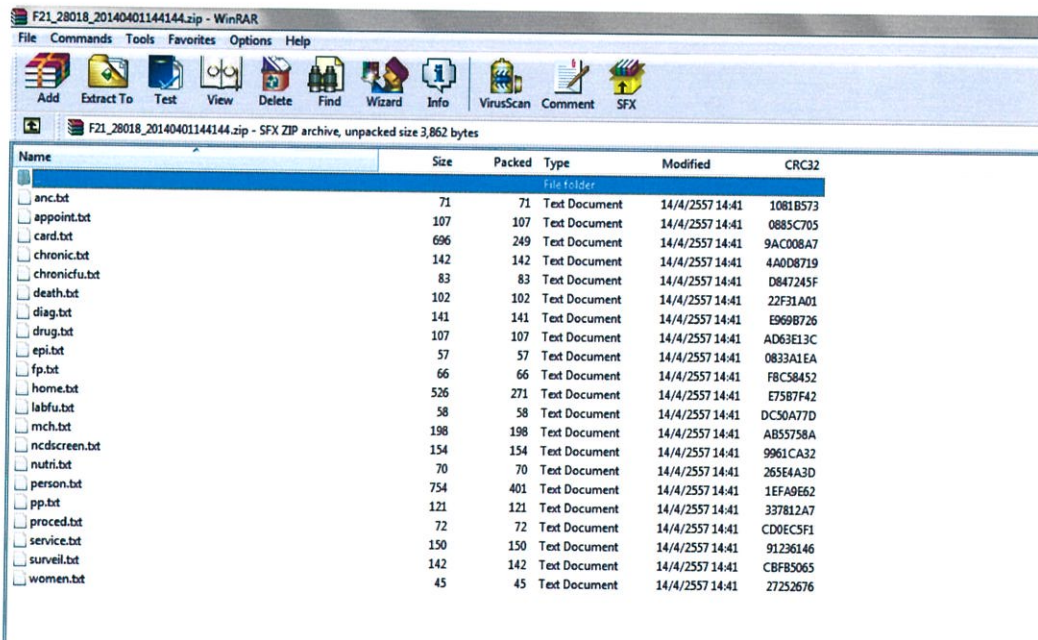 F21_28018_20140401144144.zip - WinRAR
File Commands Tools Favorites Options Help
Add Extract To Test View Delete Find Wizard Info VirusScan Comment SFX
F21_28018_20140401144144.zip - SFX ZIP archive, unpacked size 3,862 bytes
Name Size Packed Type Modified CRC32
File folder
anc.txt 71 71 Text Document 14/4/2557 14:41 1081B573
appoint.txt 107 107 Text Document 14/4/2557 14:41 0885C705
card.txt 696 249 Text Document 14/4/2557 14:41 9AC008A7
chronic.txt 142 142 Text Document 14/4/2557 14:41 4A0D8719
chronicfu.txt 83 83 Text Document 14/4/2557 14:41 D847245F
death.txt 102 102 Text Document 14/4/2557 14:41 22F31A01
diag.txt 141 141 Text Document 14/4/2557 14:41 E969B726
drug.txt 107 107 Text Document 14/4/2557 14:41 AD63E13C
epi.txt 57 57 Text Document 14/4/2557 14:41 0833A1EA
fp.txt 66 66 Text Document 14/4/2557 14:41 F8C58452
home.txt 526 271 Text Document 14/4/2557 14:41 E75B7F42
labfu.txt 58 58 Text Document 14/4/2557 14:41 DC50A77D
mch.txt 198 198 Text Document 14/4/2557 14:41 AB55758A
ncdscreen.txt 154 154 Text Document 14/4/2557 14:41 9961CA32
nutri.txt 70 70 Text Document 14/4/2557 14:41 265E4A3D
person.txt 754 401 Text Document 14/4/2557 14:41 1EFA9E62
pp.txt 121 121 Text Document 14/4/2557 14:41 337812A7
proced.txt 72 72 Text Document 14/4/2557 14:41 CD0EC5F1
service.txt 150 150 Text Document 14/4/2557 14:41 91236146
surveil.txt 142 142 Text Document 14/4/2557 14:41 CBFB5065
women.txt 45 45 Text Document 14/4/2557 14:41 27252676